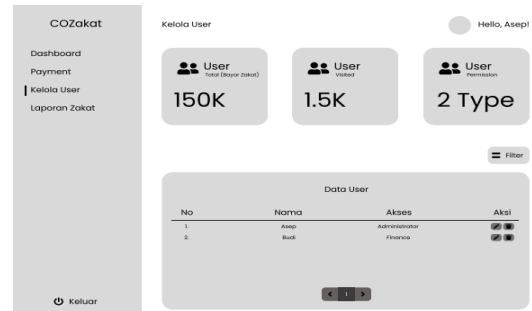 COZakat
Kelola User
Hello, Asep!
Dashboard
Payment
Kelola User
Laporan Zakat
User
Total (Bayar Zakat)
150K
User
Visited
1.5K
User
Permission
2 Type
Filter
Data User
No Nama Akses Aksi
1. Asep Administrator
2. Budi Finance
1
Keluar